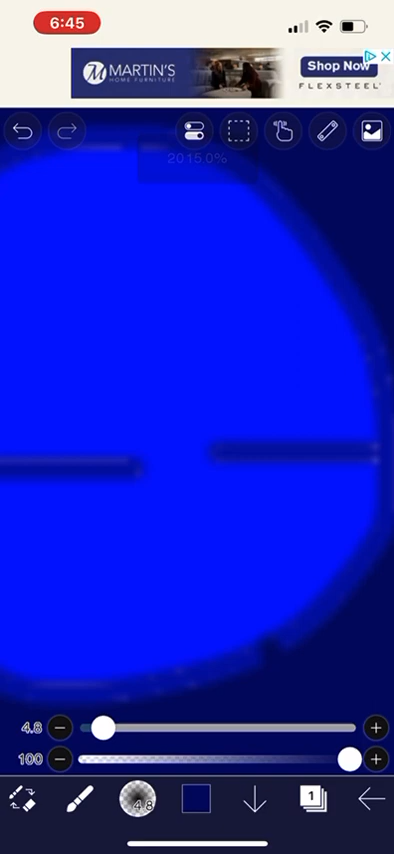 6:45
M MARTIN'S
HOME FURNITURE
Shop Now
FLEXSTEEL
2015.0%
4.8
100
4.8
1